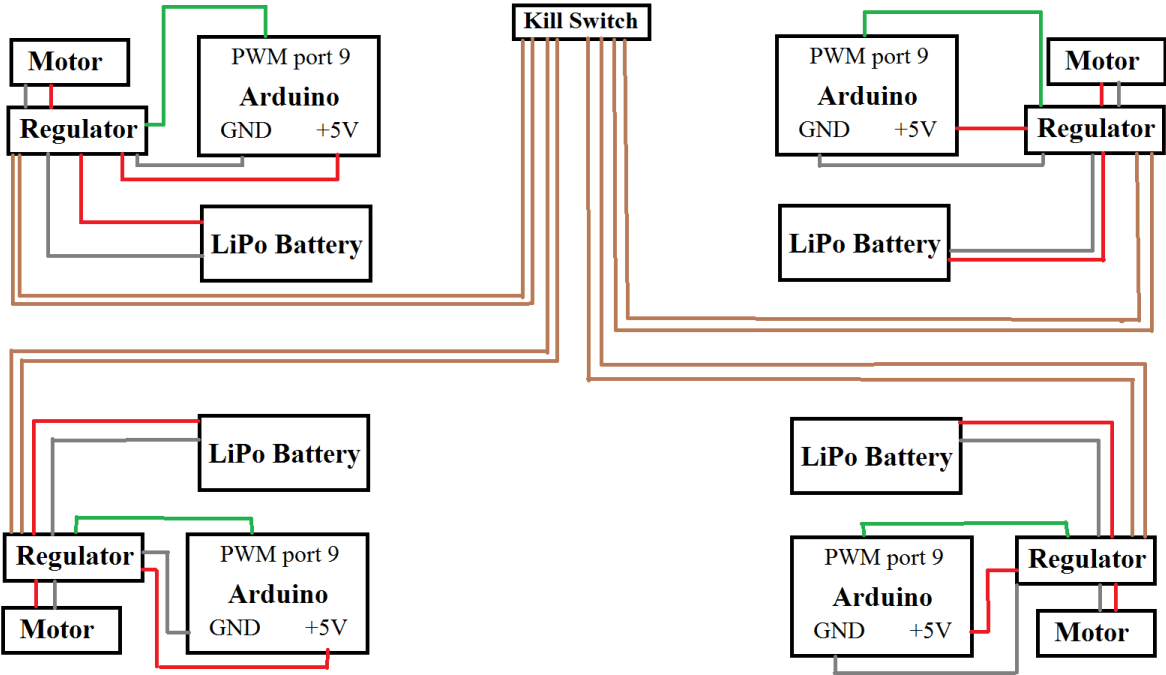 Kill Switch
Motor
PWM port 9
Arduino
GND +5V
Regulator
LiPo Battery
PWM port 9
Arduino
GND +5V
Motor
Regulator
LiPo Battery
LiPo Battery
Regulator
PWM port 9
Arduino
GND +5V
Motor
LiPo Battery
PWM port 9
Arduino
GND +5V
Regulator
Motor